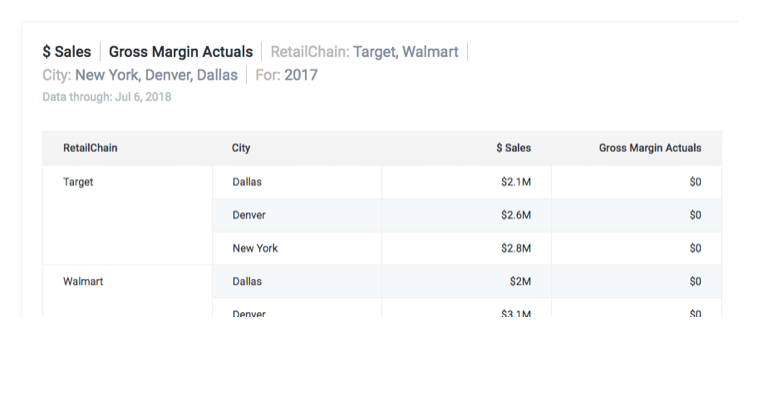 $ Sales Gross Margin Actuals RetailChain: Target, Walmart
City: New York, Denver, Dallas For: 2017
Data through: Jul 6, 2018
RetailChain City $ Sales Gross Margin Actuals
Target Dallas $2.1M $0
Denver $2.6M $0
New York $2.8M $0
Walmart Dallas $2M $0
Denver $3.1M $0